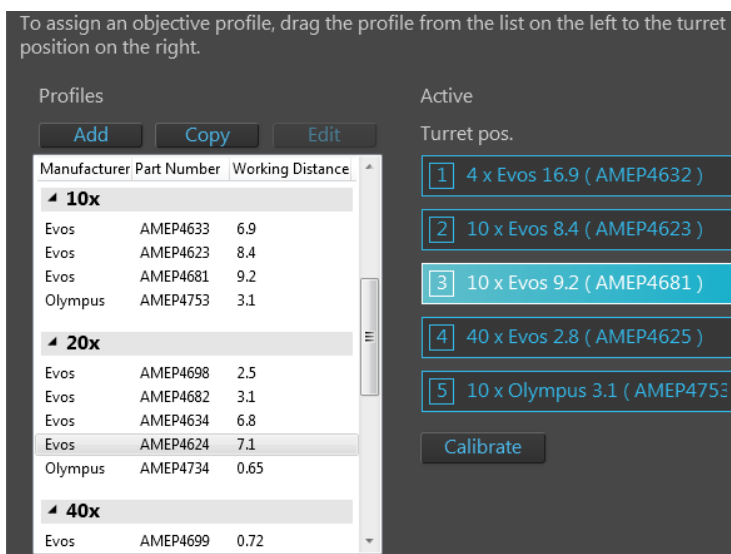 To assign an objective profile, drag the profile from the list on the left to the turret
position on the right.
Profiles
Add Copy Edit
Manufacturer Part Number Working Distance
10x
Evos AMEP4633 6.9
Evos AMEP4623 8.4
Evos AMEP4681 9.2
Olympus AMEP4753 3.1
20x
Evos AMEP4698 2.5
Evos AMEP4682 3.1
Evos AMEP4634 6.8
Evos AMEP4624 7.1
Olympus AMEP4734 0.65
40x
Evos AMEP4699 0.72
Active
Turret pos.
1 4 x Evos 16.9 ( AMEP4632 )
2 10 x Evos 8.4 ( AMEP4623 )
3 10 x Evos 9.2 ( AMEP4681 )
4 40 x Evos 2.8 ( AMEP4625 )
5 10 x Olympus 3.1 ( AMEP4753
Calibrate